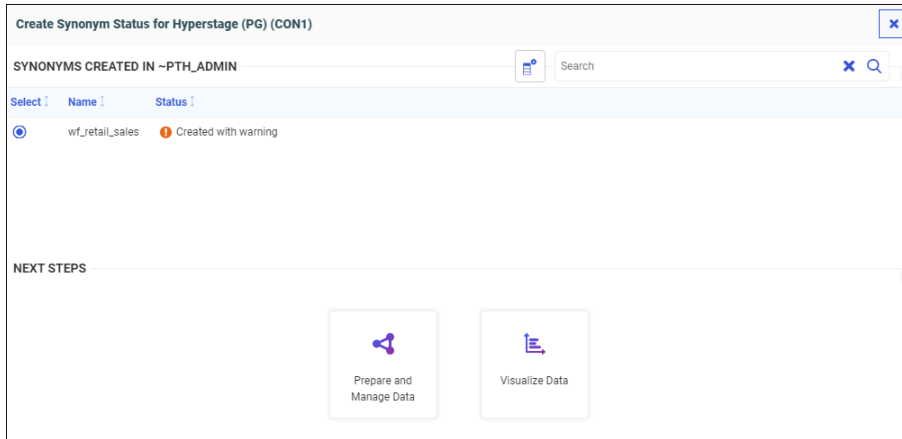 Create Synonym Status for Hyperstage (PG) (CON1)
SYNONYMS CREATED IN ~PTH_ADMIN
Search
Select Name Status
wf_retail_sales Created with warning
NEXT STEPS
Prepare and
Manage Data
Visualize Data